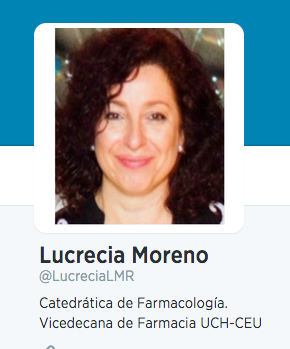 Lucrecia Moreno
@LucreciaLMR
Catedrática de Farmacología.
Vicedecana de Farmacia UCH-CEU